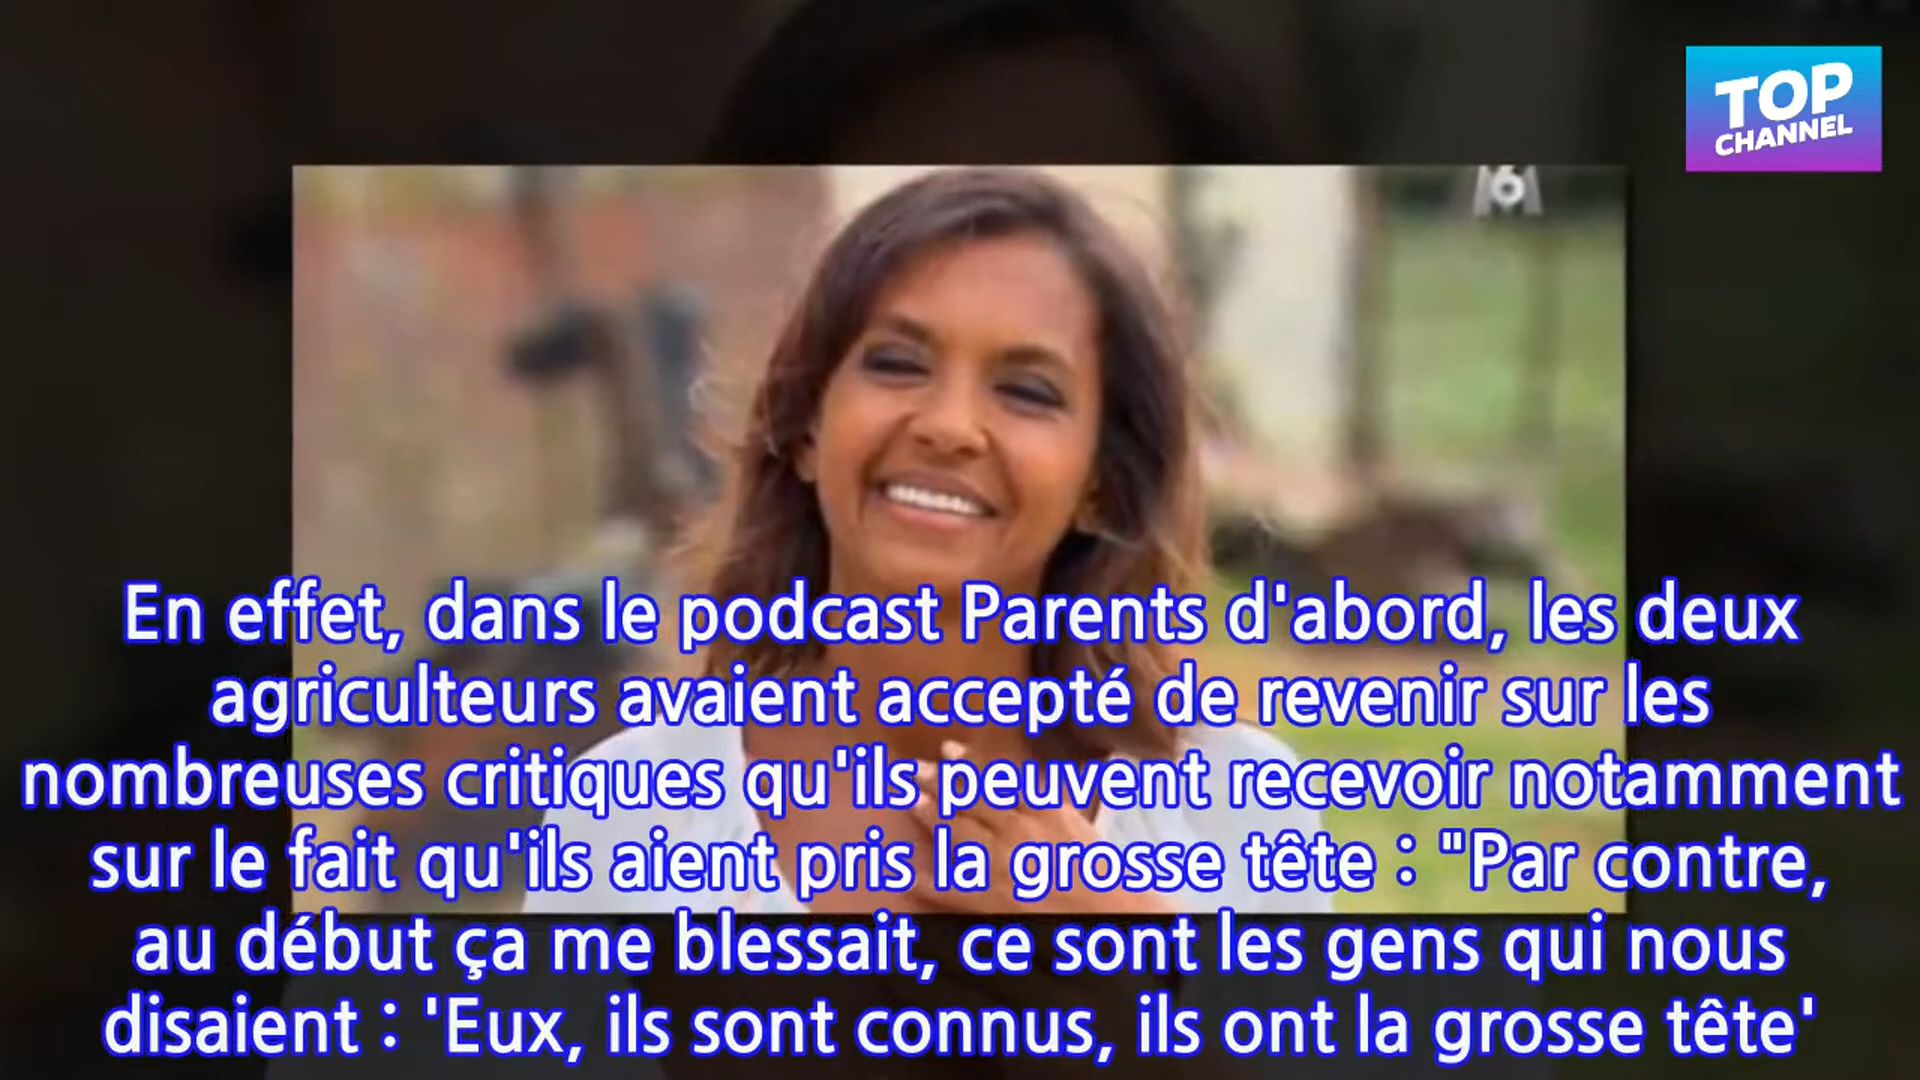 TOP
CHANNEL
M6
En effet, dans le podcast Parents d'abord, les deux
agriculteurs avaient accepté de revenir sur les
nombreuses critiques qu'ils peuvent recevoir notamment
sur le fait qu'ils aient pris la grosse tête : "Par contre,
au début ça me blessait, ce sont les gens qui nous
disaient : 'Eux, ils sont connus, ils ont la grosse tête'